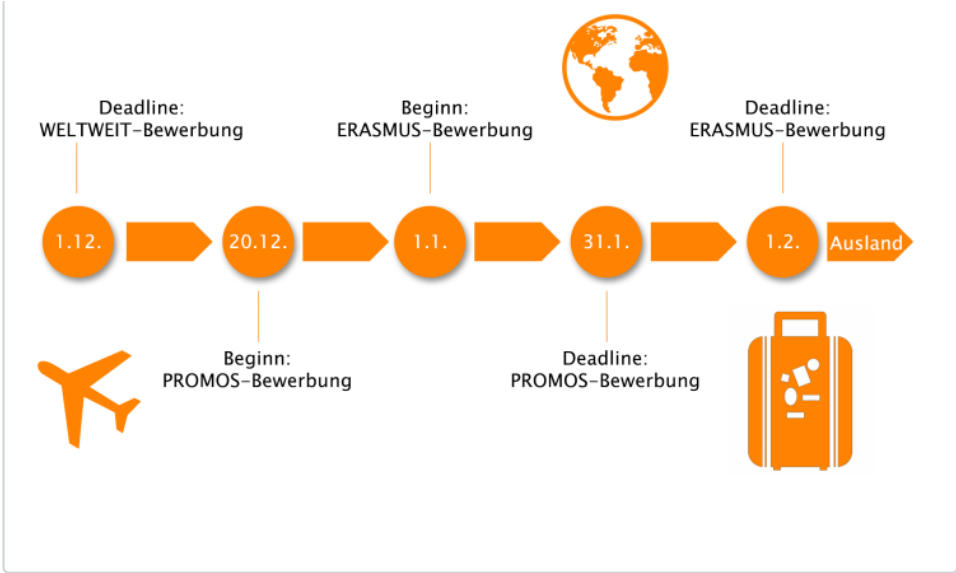 Deadline:
WELTWEIT-Bewerbung
Beginn:
ERASMUS-Bewerbung
Deadline:
ERASMUS-Bewerbung
1.12.
20.12.
1.1.
31.1.
1.2.
Ausland
Beginn:
PROMOS-Bewerbung
Deadline:
PROMOS-Bewerbung